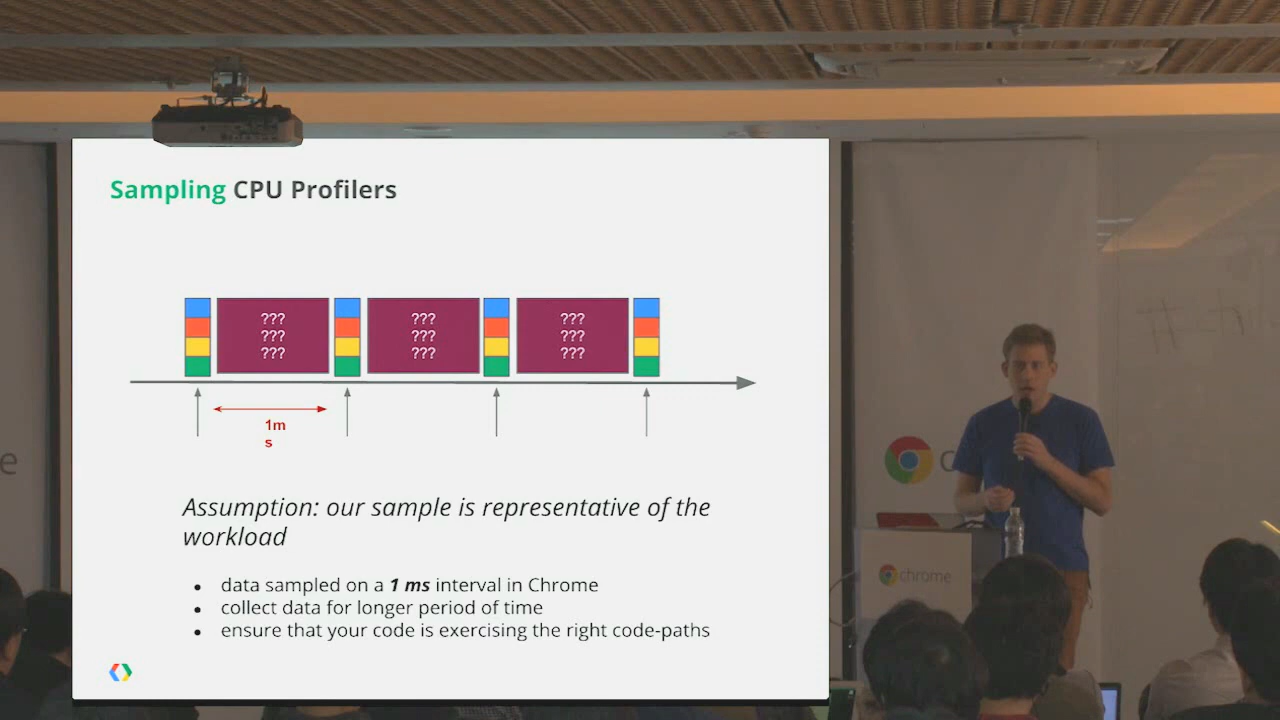 Sampling CPU Profilers
??? ??? ???
??? ??? ???
??? ??? ???
1m
s
Assumption: our sample is representative of the
workload
data sampled on a 1 ms interval in Chrome
collect data for longer period of time
ensure that your code is exercising the right code-paths
e
c
chrome